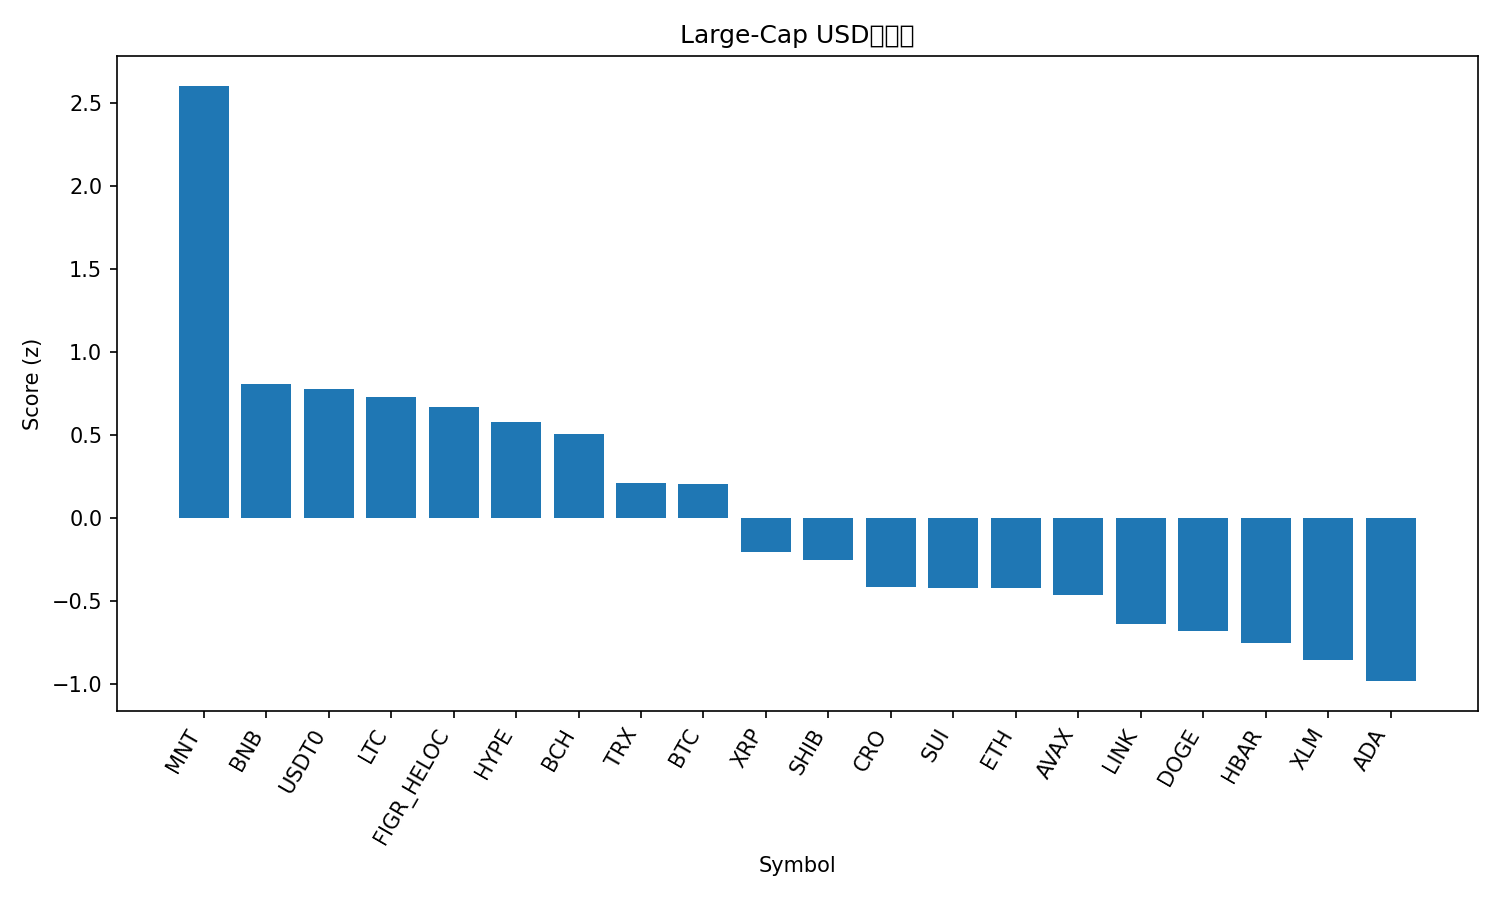 Large-Cap USD
Score (z)
2.5
2.0
1.5
1.0
0.5
0.0
−0.5
−1.0
MNT
BNB
USDT0
LTC
FIGR_HELOC
HYPE
BCH
TRX
BTC
XRP
SHIB
CRO
SUI
ETH
AVAX
LINK
DOGE
HBAR
XLM
ADA
Symbol